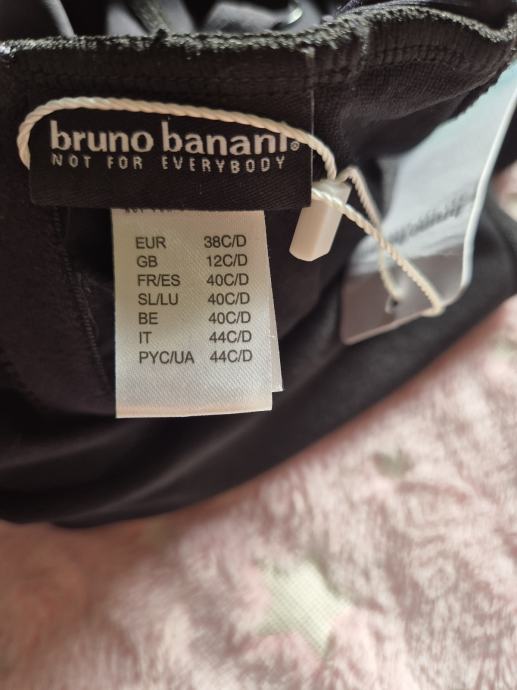 bruno banani®
NOT FOR EVERYBODY
EUR 38C/D
GB 12C/D
FR/ES 40C/D
SL/LU 40C/D
BE 40C/D
IT 44C/D
PYC/UA 44C/D